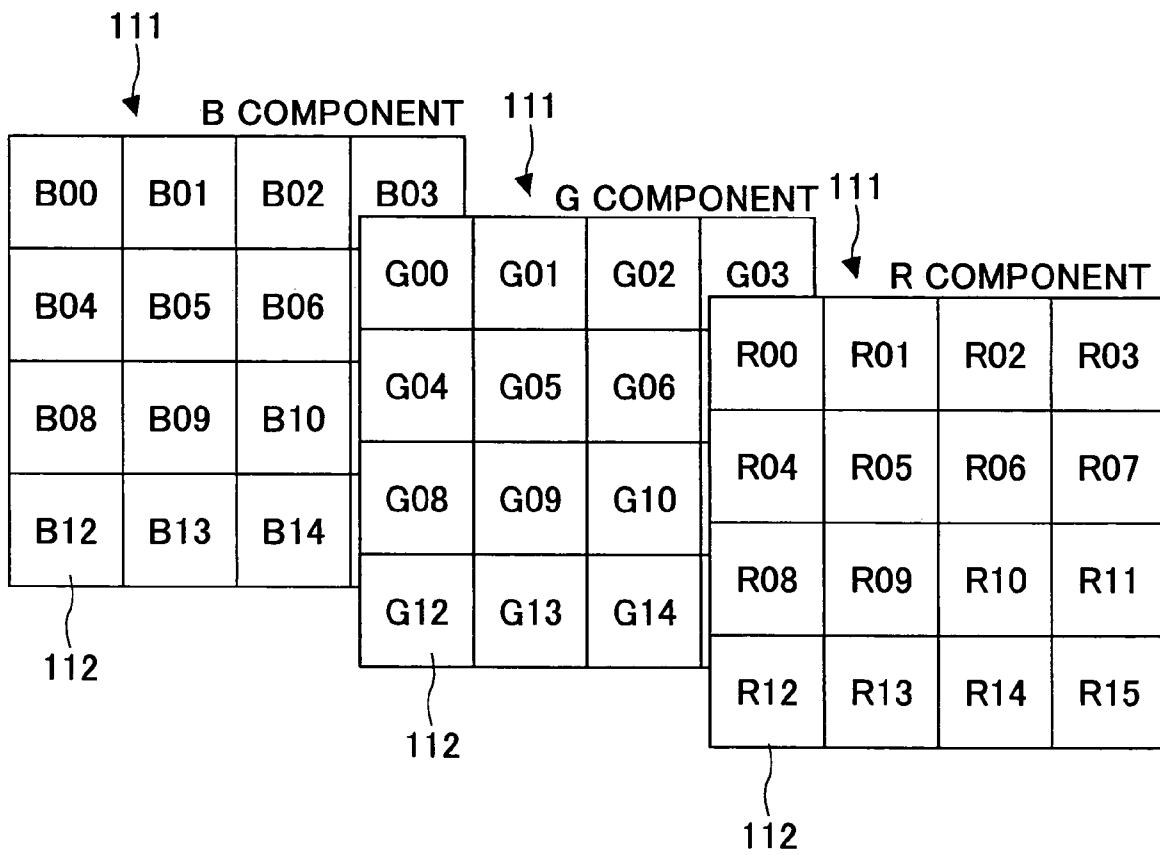 111
B COMPONENT
111
G COMPONENT
111
R COMPONENT
B00 B01 B02 B03
B04 B05 B06
B08 B09 B10
B12 B13 B14
112
G00 G01 G02 G03
G04 G05 G06
G08 G09 G10
G12 G13 G14
112
R00 R01 R02 R03
R04 R05 R06 R07
R08 R09 R10 R11
R12 R13 R14 R15
112